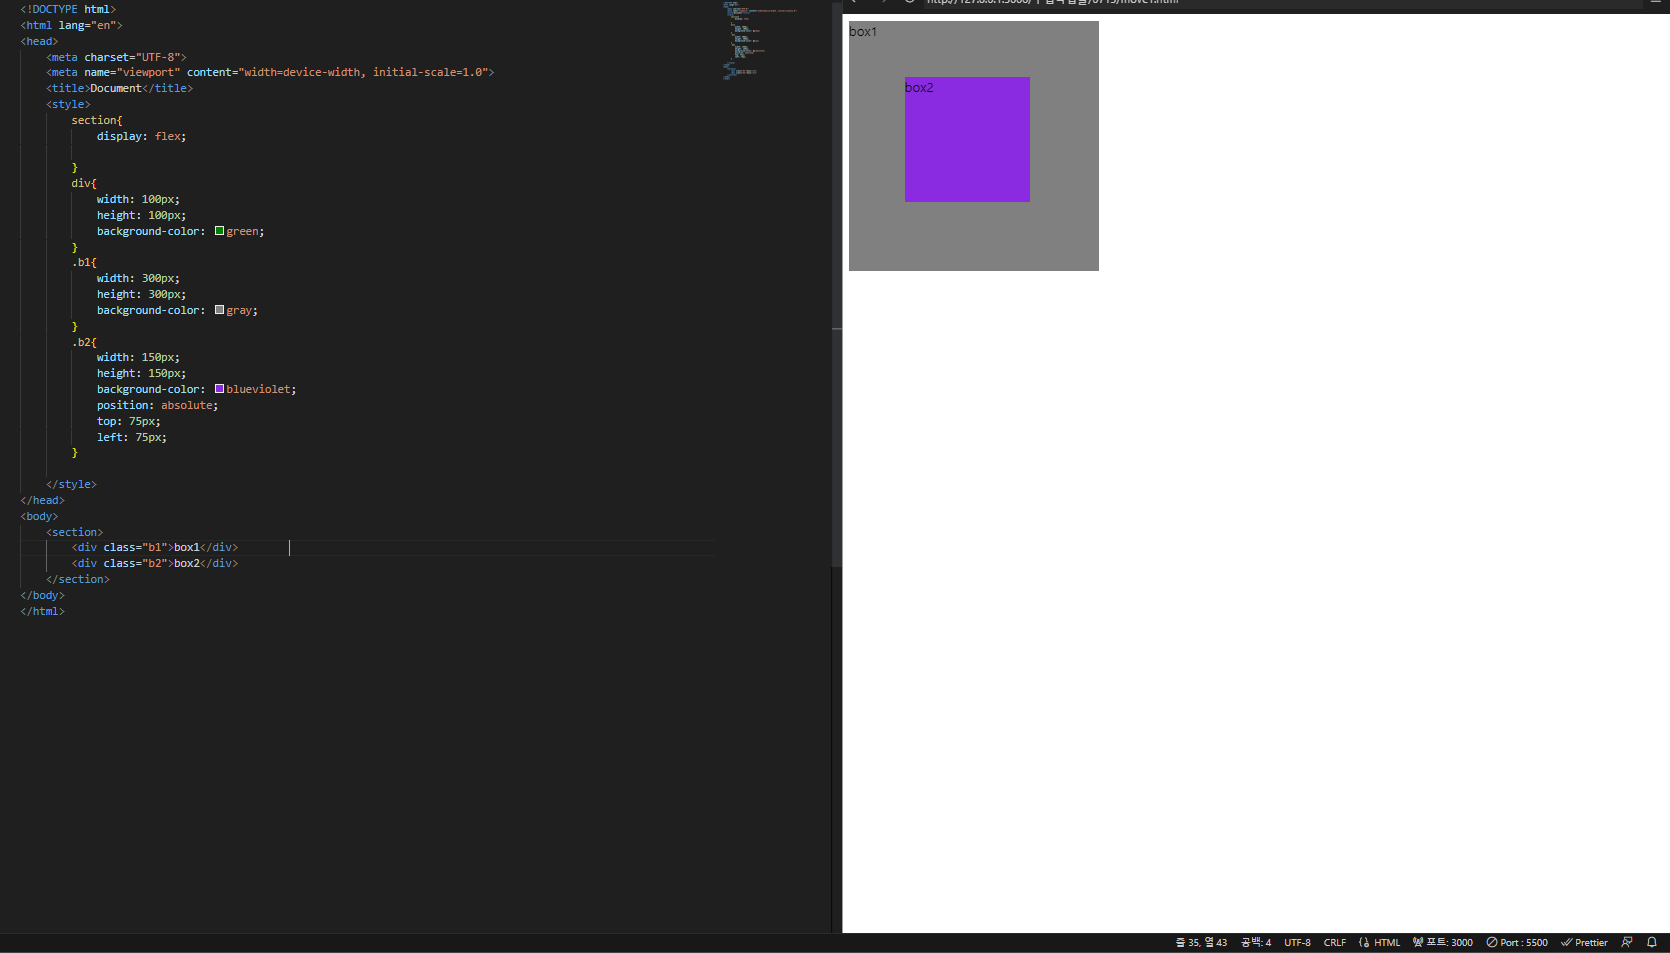 <!DOCTYPE html>
<html lang="en">
<head>
<meta charset="UTF-8">
<meta name="viewport" content="width=device-width, initial-scale=1.0">
<title>Document</title>
<style>
section{
display: flex;
}
div{
width: 100px;
height: 100px;
background-color: green;
}
.b1{
width: 300px;
height: 300px;
background-color: gray;
}
.b2{
width: 150px;
height: 150px;
background-color: blueviolet;
position: absolute;
top: 75px;
left: 75px;
}
</style>
</head>
<body>
<section>
<div class="b1">box1</div>
<div class="b2">box2</div>
</section>
</body>
</html>
box1
box2
줄 35, 열 43 공백: 4 UTF-8 CRLF HTML 포트: 3000 Port : 5500 Prettier